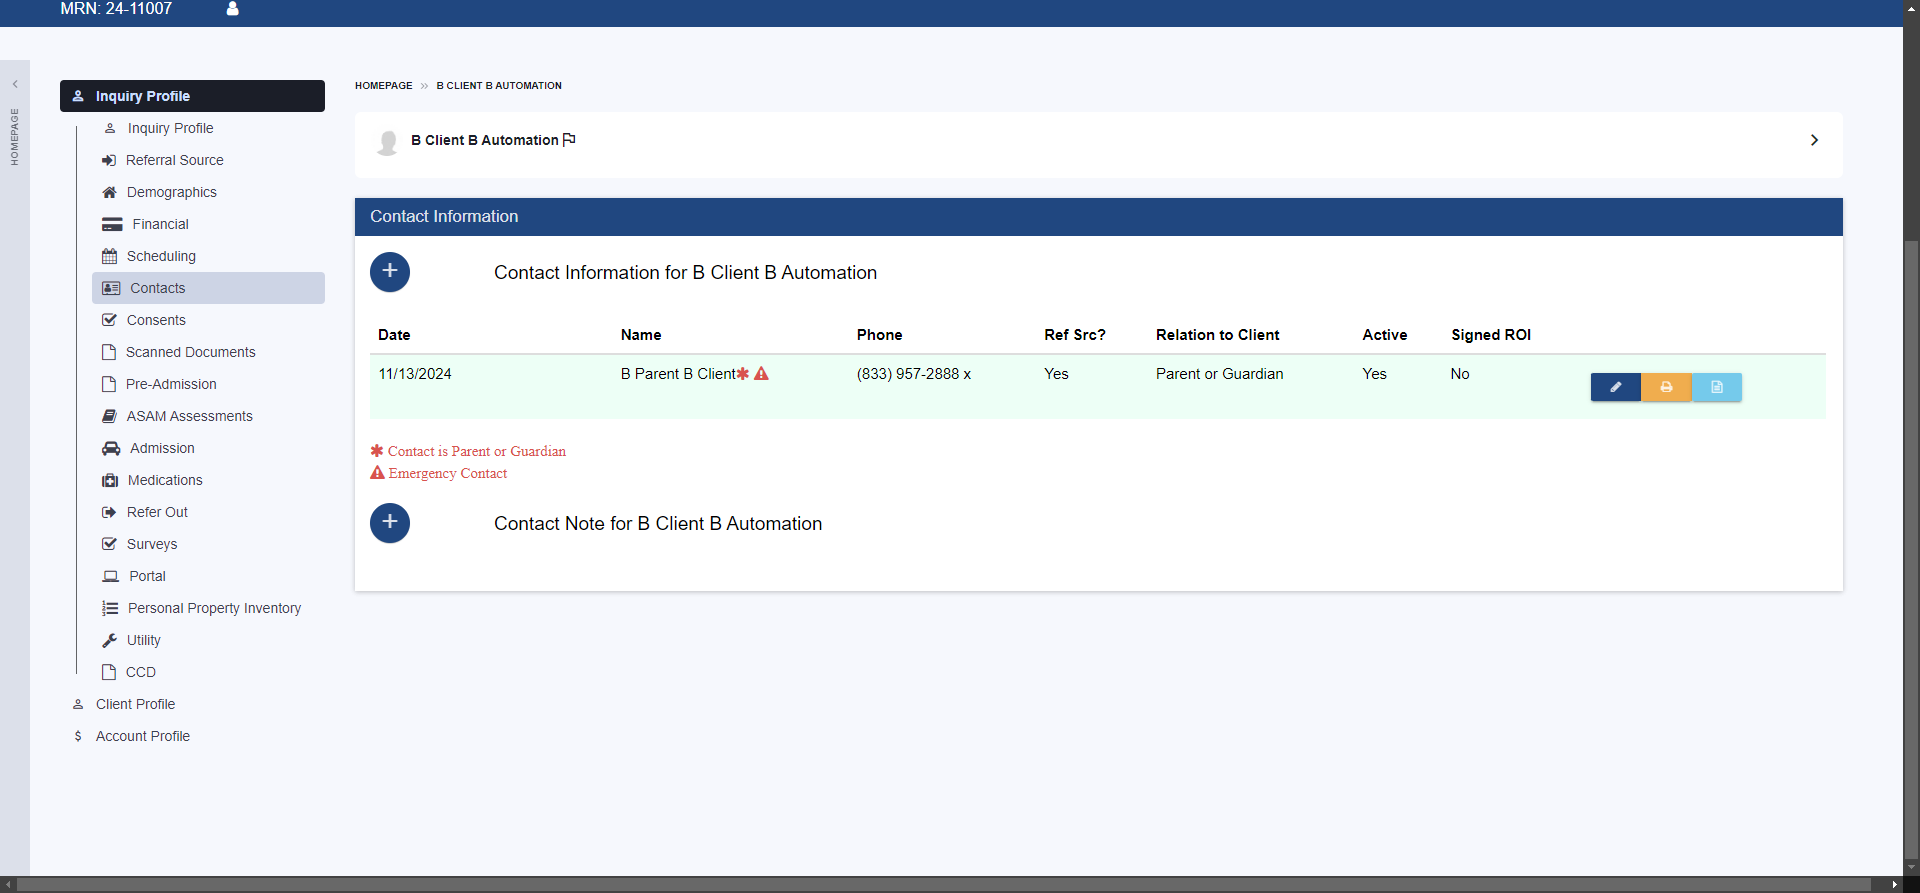 MRN: 24-11007
HOMEPAGE
Inquiry Profile
Inquiry Profile
Referral Source
Demographics
Financial
Scheduling
Contacts
Consents
Scanned Documents
Pre-Admission
ASAM Assessments
Admission
Medications
Refer Out
Surveys
Portal
Personal Property Inventory
Utility
CCD
Client Profile
Account Profile
HOMEPAGE » B CLIENT B AUTOMATION
B Client B Automation
Contact Information
Contact Information for B Client B Automation
Date Name Phone Ref Src? Relation to Client Active Signed ROI
11/13/2024 B Parent B Client (833) 957-2888 x Yes Parent or Guardian Yes No
Contact is Parent or Guardian
Emergency Contact
Contact Note for B Client B Automation